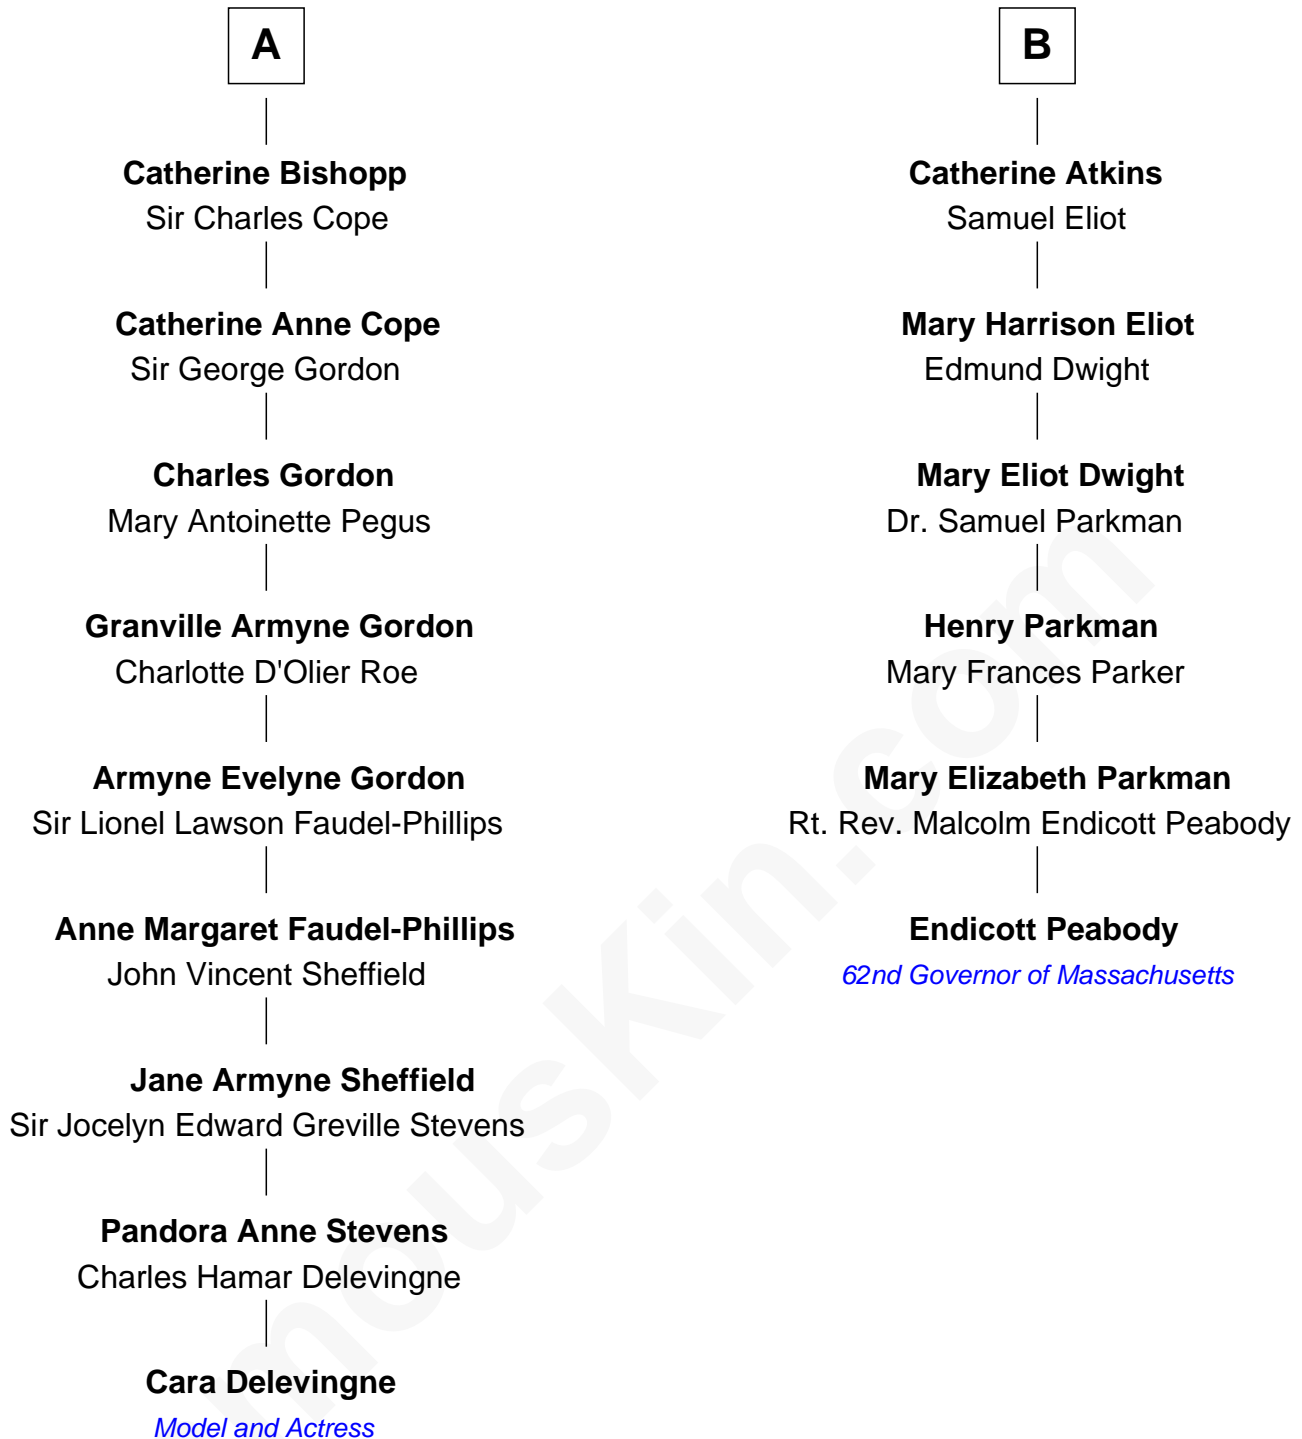 A
Catherine Bishopp
Sir Charles Cope
Catherine Anne Cope
Sir George Gordon
Charles Gordon
Mary Antoinette Pegus
Granville Armyne Gordon
Charlotte D'Olier Roe
Armyne Evelyne Gordon
Sir Lionel Lawson Faudel-Phillips
Anne Margaret Faudel-Phillips
John Vincent Sheffield
Jane Armyne Sheffield
Sir Jocelyn Edward Greville Stevens
Pandora Anne Stevens
Charles Hamar Delevingne
Cara Delevingne
Model and Actress
B
Catherine Atkins
Samuel Eliot
Mary Harrison Eliot
Edmund Dwight
Mary Eliot Dwight
Dr. Samuel Parkman
Henry Parkman
Mary Frances Parker
Mary Elizabeth Parkman
Rt. Rev. Malcolm Endicott Peabody
Endicott Peabody
62nd Governor of Massachusetts
mouskin.com